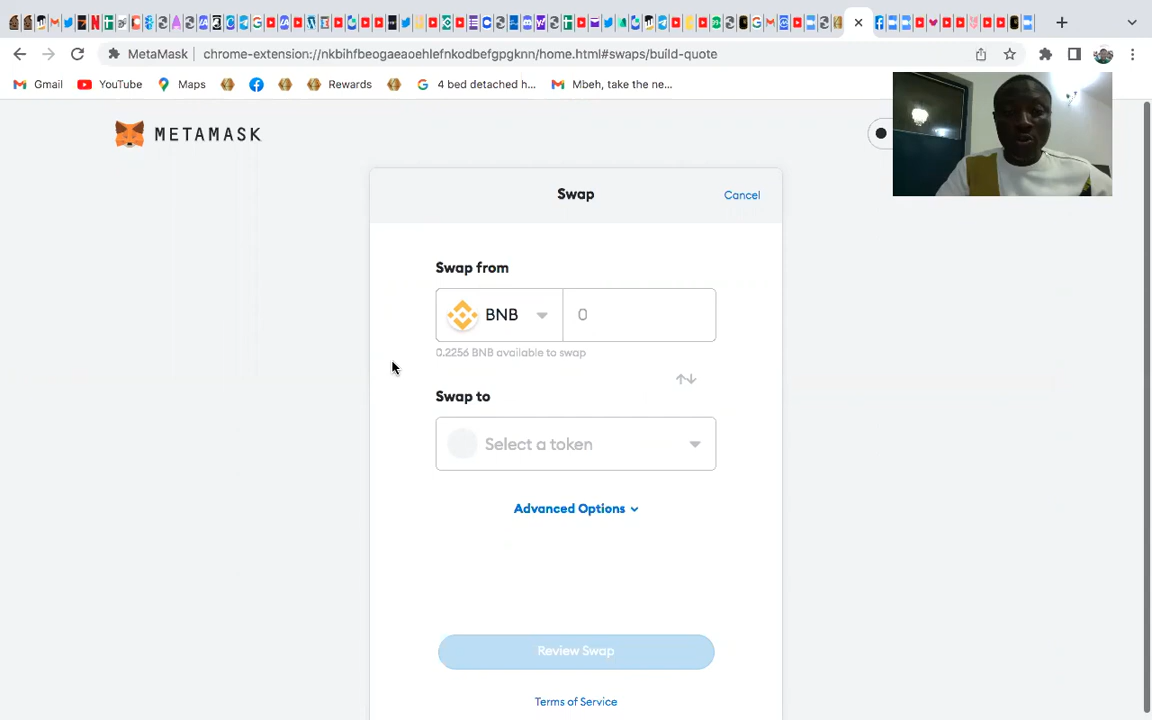 MetaMask
chrome-extension://nkbihfbeogaeaoehlefnkodbefgpgknn/home.html#swaps/build-quote
Gmail
YouTube
Maps
Rewards
4 bed detached h...
Mbeh, take the ne...
METAMASK
Swap
Cancel
Swap from
BNB
0
0.2256 BNB available to swap
Swap to
Select a token
Advanced Options
Review Swap
Terms of Service